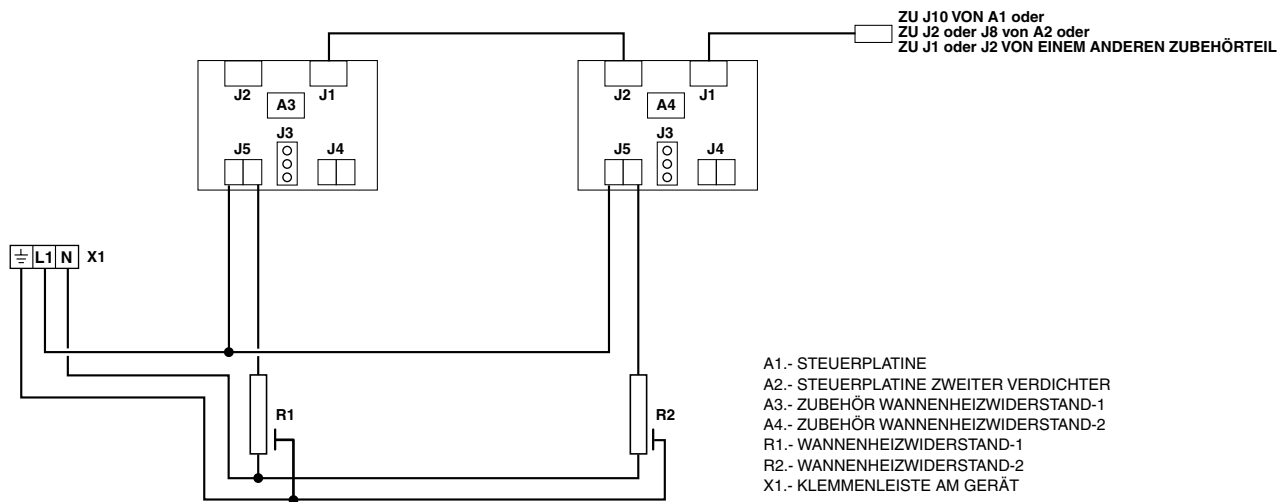 ZU J10 VON A1 oder
ZU J2 oder J8 von A2 oder
ZU J1 oder J2 VON EINEM ANDEREN ZUBEHÖRTEIL
J2 J1
A3
J3
J5 J4
J2 J1
A4
J3
J5 J4
L1 N X1
R1
R2
A1.- STEUERPLATINE
A2.- STEUERPLATINE ZWEITER VERDICHTER
A3.- ZUBEHÖR WANNENHEIZWIDERSTAND-1
A4.- ZUBEHÖR WANNENHEIZWIDERSTAND-2
R1.- WANNENHEIZWIDERSTAND-1
R2.- WANNENHEIZWIDERSTAND-2
X1.- KLEMMENLEISTE AM GERÄT